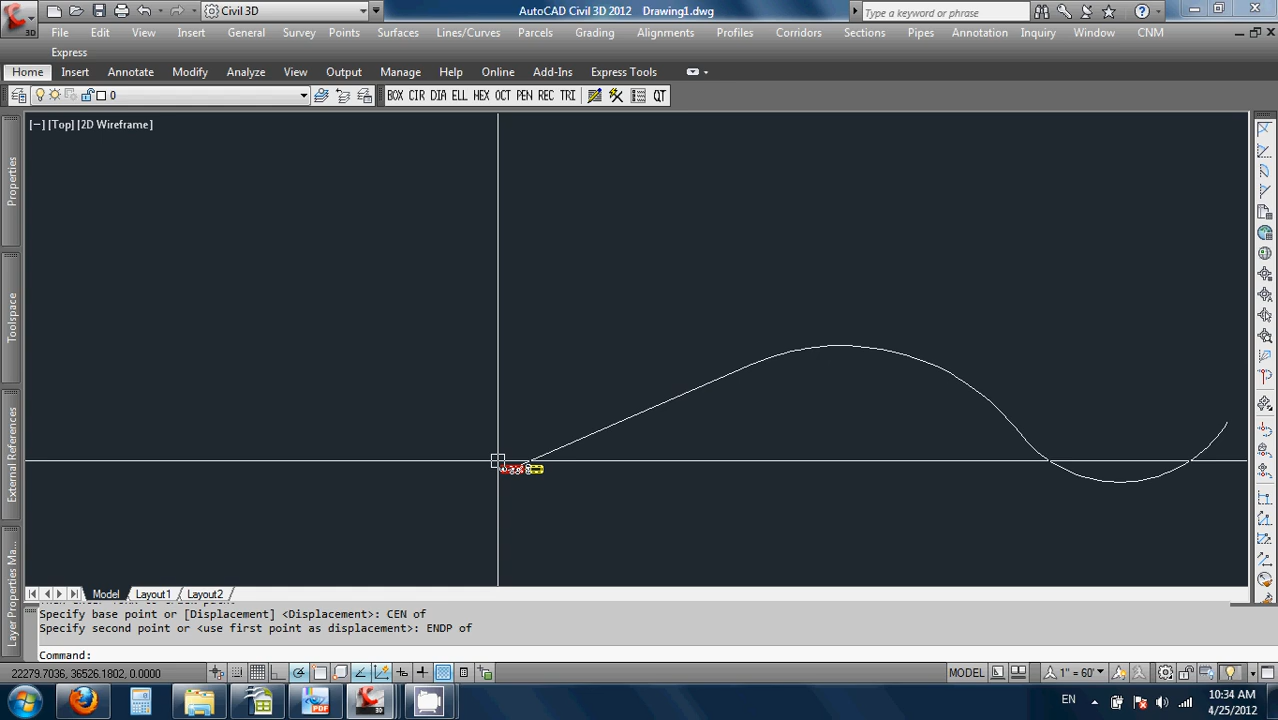 3D
Civil 3D
AutoCAD Civil 3D 2012 Drawing1.dwg
Type a keyword or phrase
File Edit View Insert General Survey Points Surfaces Lines/Curves Parcels Grading Alignments Profiles Corridors Sections Pipes Annotation Inquiry Window CNM
Express
Home Insert Annotate Modify Analyze View Output Manage Help Online Add-Ins Express Tools
0 BOX CIR DIA ELL HEX OCT PEN REC TRI QT
[−] [Top] [2D Wireframe]
Properties
Toolspace
External References
Layer Properties Ma...
Model Layout1 Layout2
Specify base point or [Displacement] <Displacement>: CEN of
Specify second point or <use first point as displacement>: ENDP of
Command:
22279.7036, 36526.1802, 0.0000 MODEL 1" = 60'
PDF
3D
EN
10:34 AM
4/25/2012